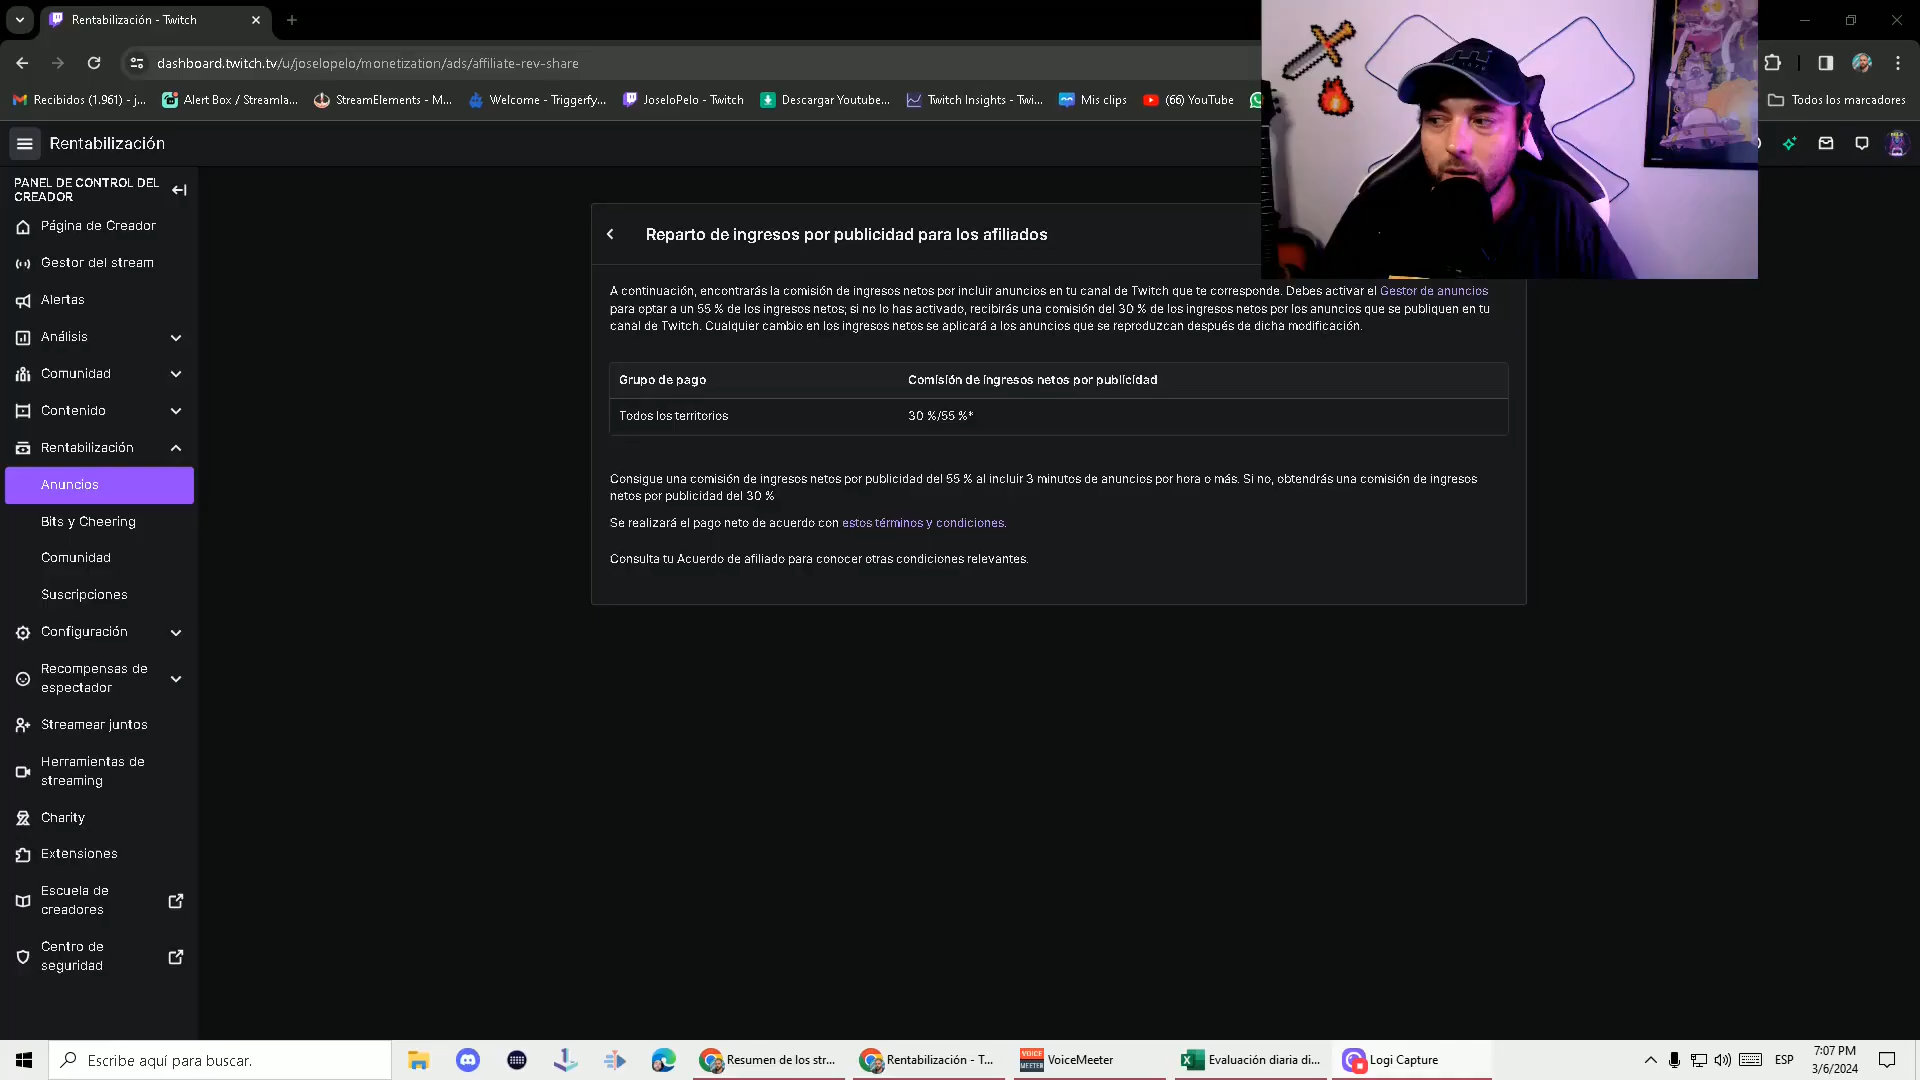 Rentabilización - Twitch
dashboard.twitch.tv/u/joselopelo/monetization/ads/affiliate-rev-share
Recibidos (1.961) - j...
Alert Box / Streamla...
StreamElements - M...
Welcome - Triggerfy...
JoseloPelo - Twitch
Descargar Youtube...
Twitch Insights - Twi...
Mis clips
(66) YouTube
Todos los marcadores
Rentabilización
PANEL DE CONTROL DEL
CREADOR
Página de Creador
Gestor del stream
Alertas
Análisis
Comunidad
Contenido
Rentabilización
Anuncios
Bits y Cheering
Comunidad
Suscripciones
Configuración
Recompensas de
espectador
Streamear juntos
Herramientas de
streaming
Charity
Extensiones
Escuela de
creadores
Centro de
seguridad
Reparto de ingresos por publicidad para los afiliados
A continuación, encontrarás la comisión de ingresos netos por incluir anuncios en tu canal de Twitch que te corresponde. Debes activar el Gestor de anuncios
para optar a un 55 % de los ingresos netos; si no lo has activado, recibirás una comisión del 30 % de los ingresos netos por los anuncios que se publiquen en tu
canal de Twitch. Cualquier cambio en los ingresos netos se aplicará a los anuncios que se reproduzcan después de dicha modificación.
Grupo de pago
Comisión de ingresos netos por publicidad
Todos los territorios
30 %/55 %*
Consigue una comisión de ingresos netos por publicidad del 55 % al incluir 3 minutos de anuncios por hora o más. Si no, obtendrás una comisión de ingresos
netos por publicidad del 30 %
Se realizará el pago neto de acuerdo con estos términos y condiciones.
Consulta tu Acuerdo de afiliado para conocer otras condiciones relevantes.
Escribe aquí para buscar.
Resumen de los str...
Rentabilización - T...
VOICE
MEETER
VoiceMeeter
Evaluación diaria di...
Logi Capture
ESP
7:07 PM
3/6/2024